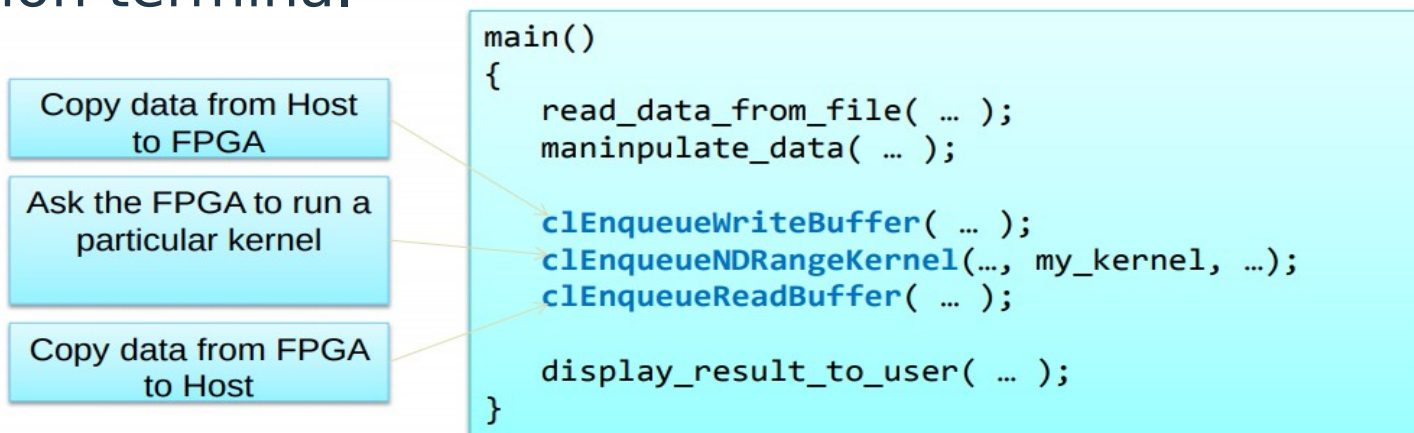 main()
{
read_data_from_file( … );
maninpulate_data( … );
clEnqueueWriteBuffer( … );
clEnqueueNDRangeKernel(…, my_kernel, …);
clEnqueueReadBuffer( … );
display_result_to_user( … );
}
Copy data from Host
to FPGA
Ask the FPGA to run a
particular kernel
Copy data from FPGA
to Host